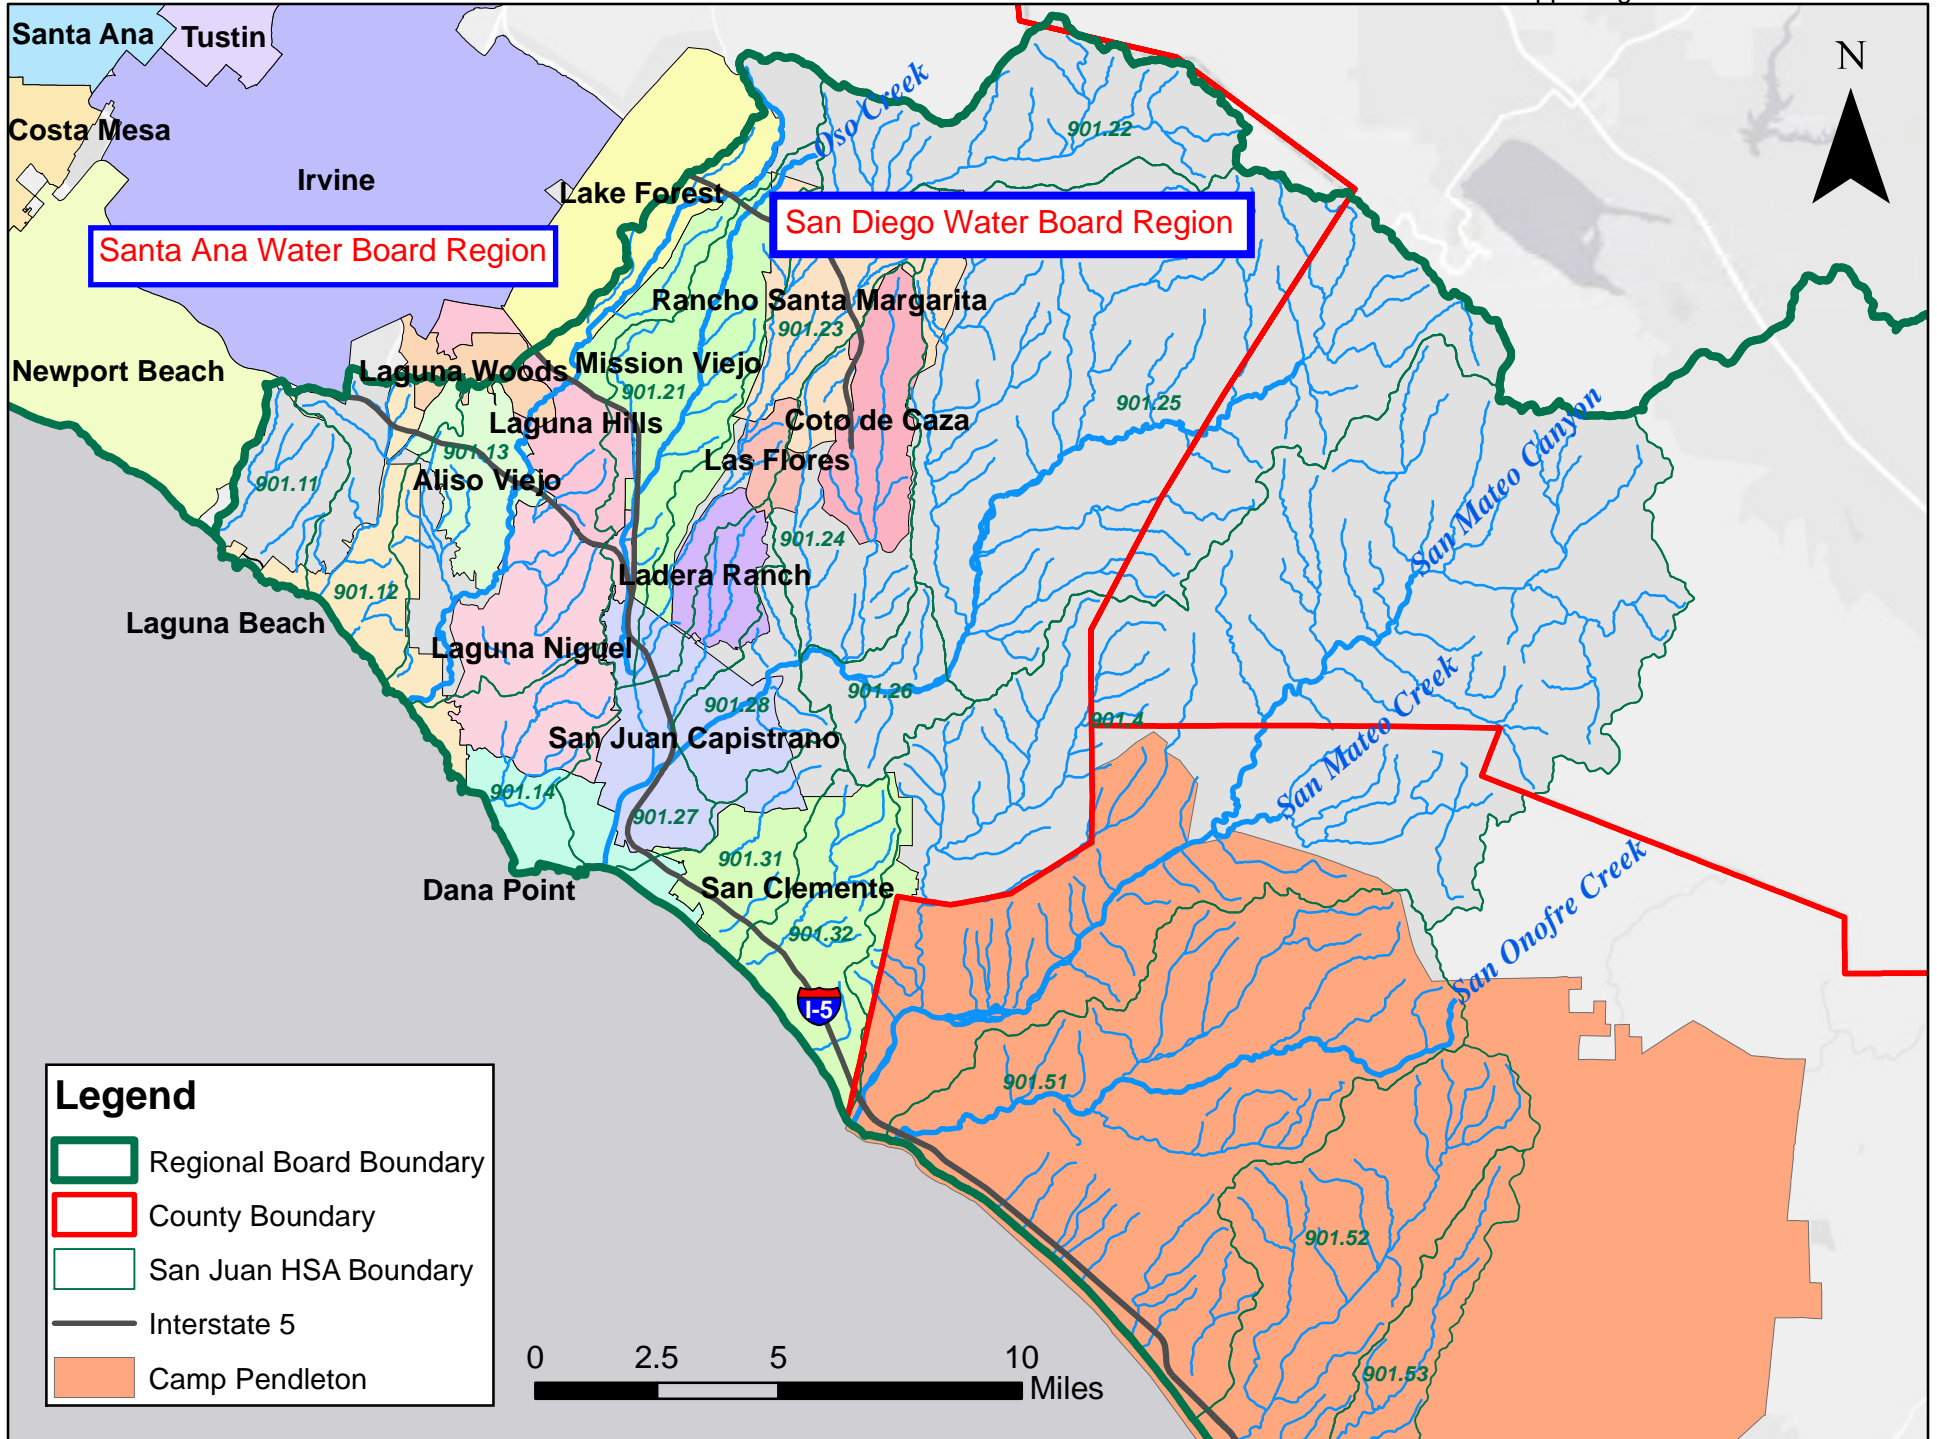 Santa Ana
Tustin
Costa Mesa
Irvine
Lake Forest
Oso Creek
901.22
N
Santa Ana Water Board Region
San Diego Water Board Region
Rancho Santa Margarita
901.23
Newport Beach
Laguna Woods
Mission Viejo
901.21
901.25
Laguna Hills
Coto de Caza
901.13
Las Flores
Aliso Viejo
901.11
San Mateo Canyon
901.24
Ladera Ranch
901.12
Laguna Beach
Laguna Niguel
901.26
901.28
901.4
San Mateo Creek
San Juan Capistrano
901.14
901.27
901.31
Dana Point
San Clemente
901.32
San Onofre Creek
I-5
901.51
901.52
901.53
Legend
Regional Board Boundary
County Boundary
San Juan HSA Boundary
Interstate 5
Camp Pendleton
0 2.5 5 10
Miles